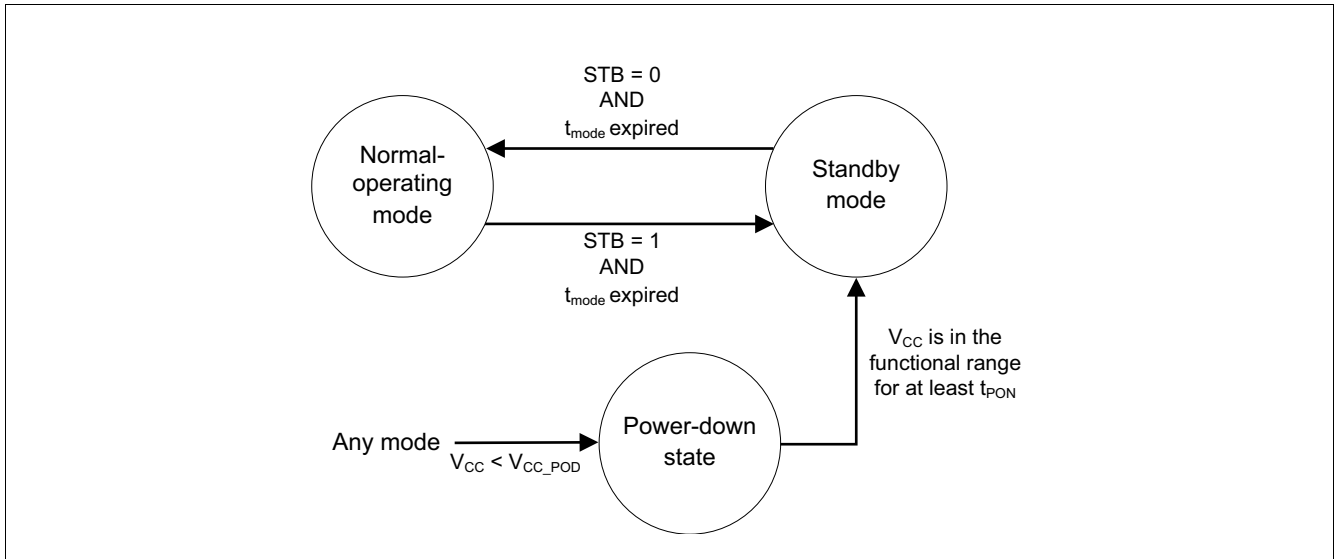 STB = 0
AND
tmode expired
Normal-
operating
mode
Standby
mode
STB = 1
AND
tmode expired
VCC is in the
functional range
for at least tPON
Power-down
state
Any mode
VCC < VCC_POD